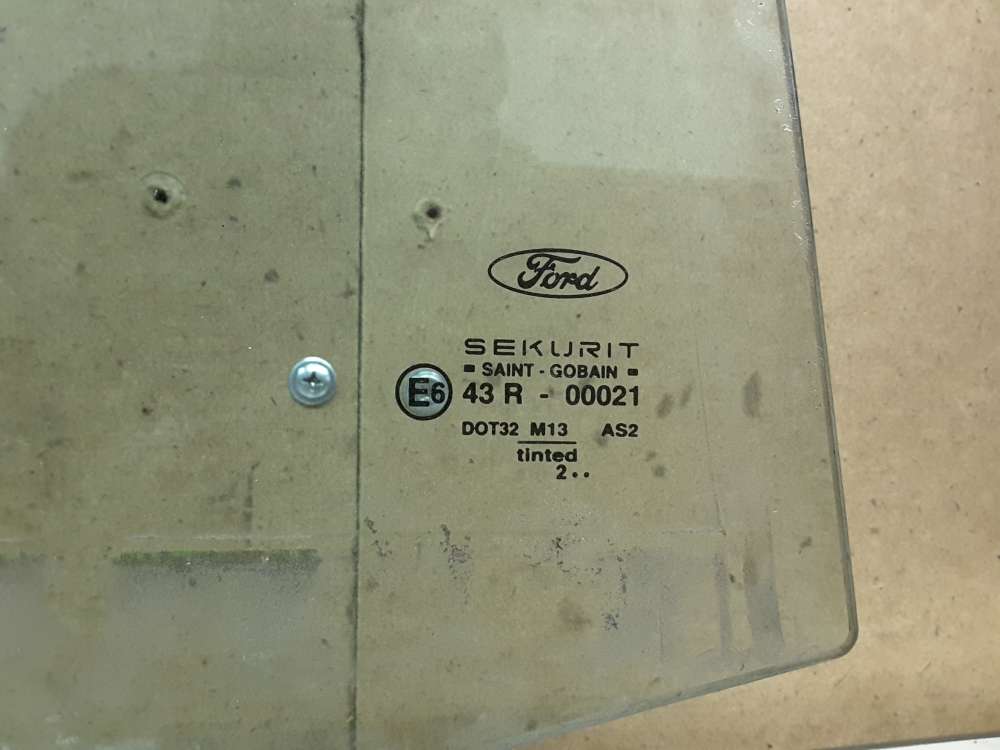 Ford
SEKURIT
SAINT - GOBAIN
E6 43 R - 00021
DOT32 M13 AS2
tinted
2..